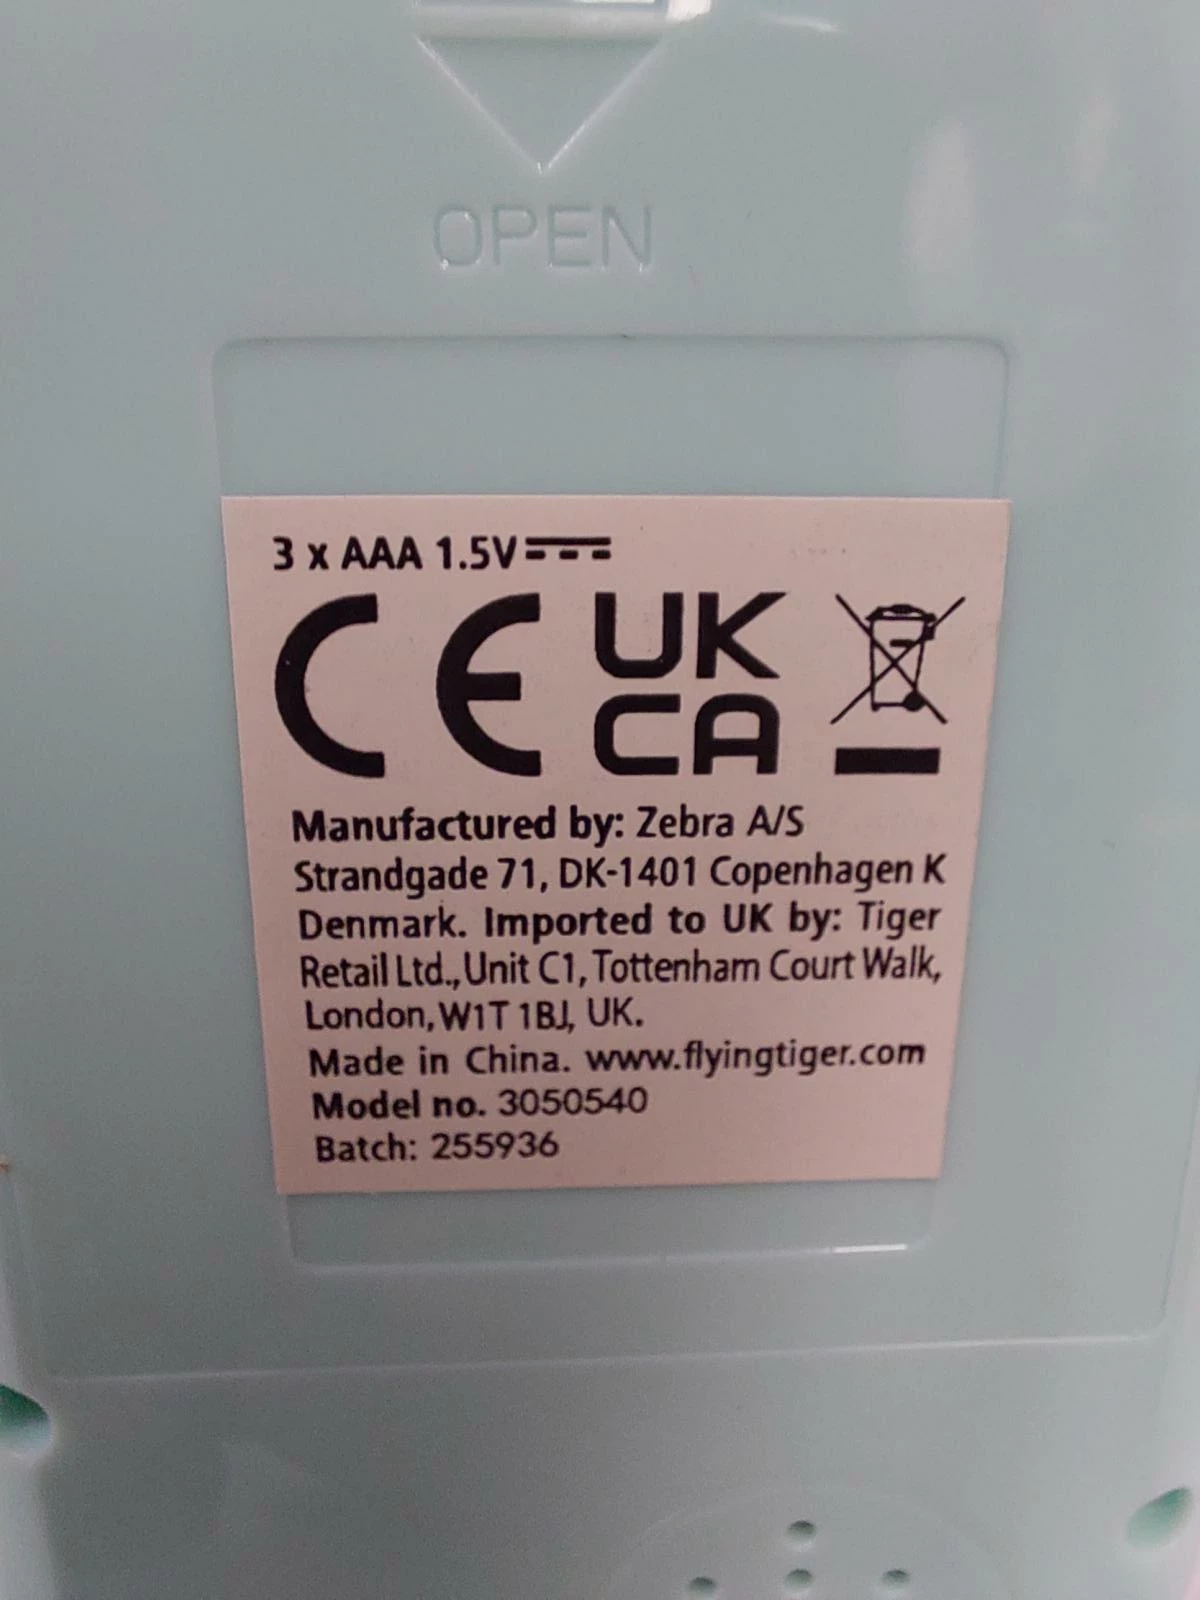 OPEN
3 x AAA 1.5V⎓
CE UK
CA
Manufactured by: Zebra A/S
Strandgade 71, DK-1401 Copenhagen K
Denmark. Imported to UK by: Tiger
Retail Ltd., Unit C1, Tottenham Court Walk,
London, W1T 1BJ, UK.
Made in China. www.flyingtiger.com
Model no. 3050540
Batch: 255936